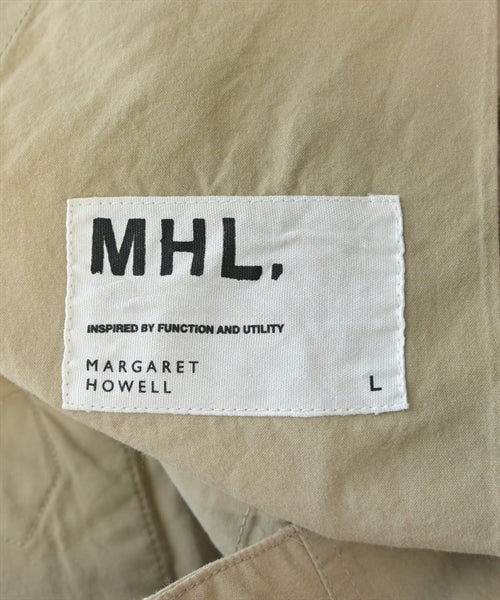 MHL,
INSPIRED BY FUNCTION AND UTILITY
MARGARET
HOWELL
L